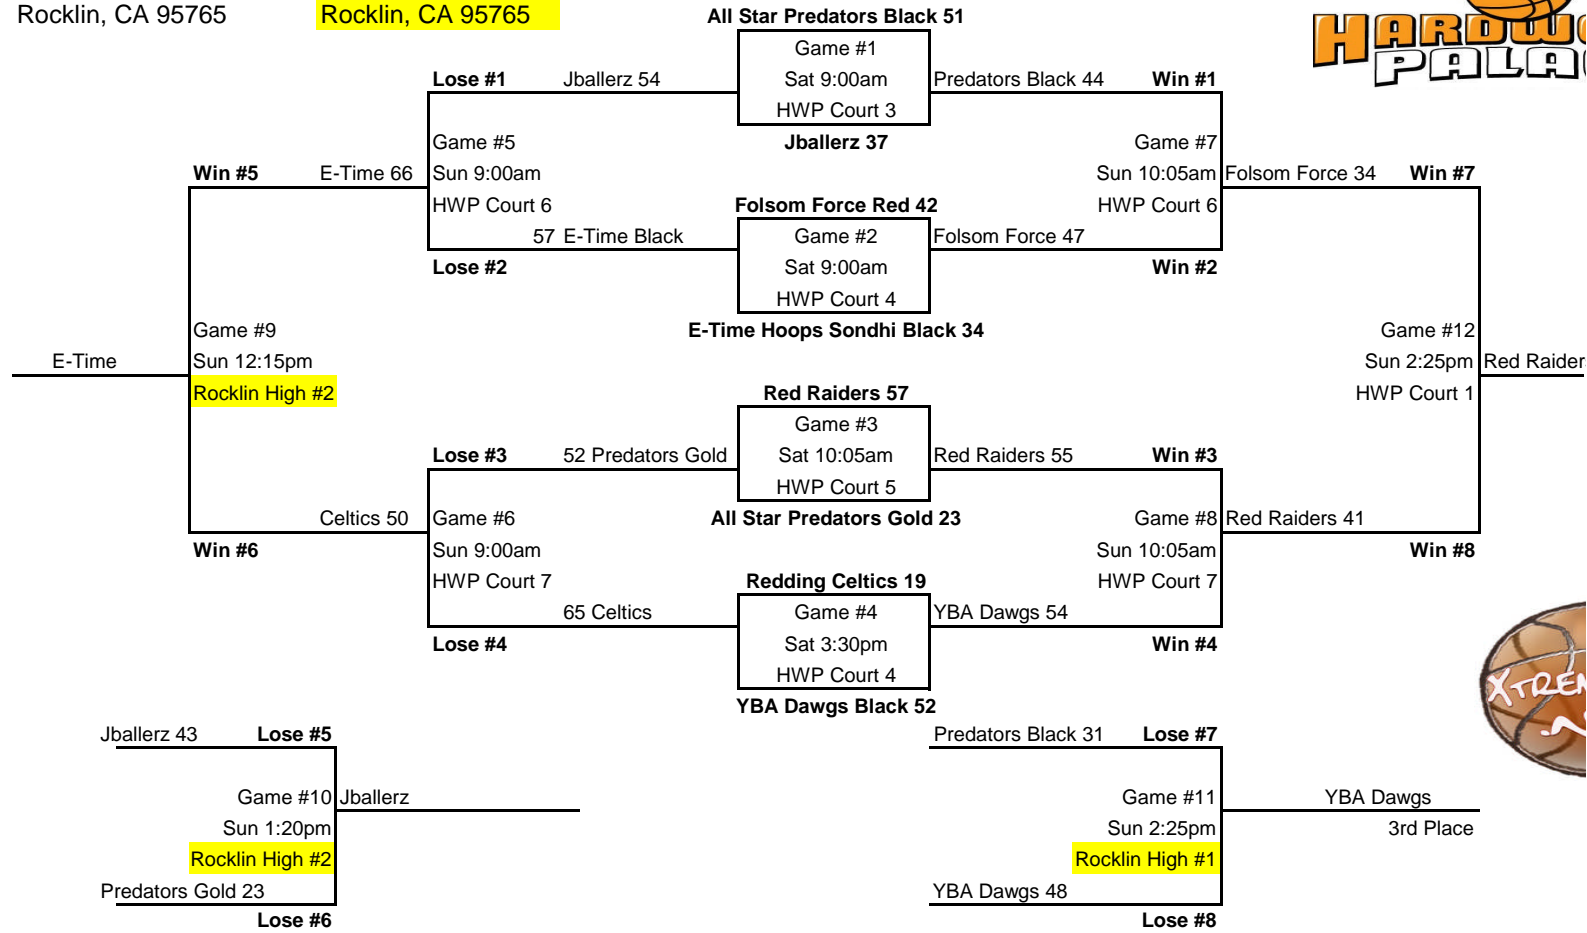 Rocklin, CA 95765
Rocklin, CA 95765
All Star Predators Black 51
Game #1
Lose #1
Jballerz 54
Sat 9:00am
Predators Black 44
Win #1
HWP Court 3
Game #5
Jballerz 37
Game #7
Win #5
E-Time 66
Sun 9:00am
Sun 10:05am
Folsom Force 34
Win #7
HWP Court 6
Folsom Force Red 42
HWP Court 6
57 E-Time Black
Game #2
Folsom Force 47
Lose #2
Sat 9:00am
Win #2
HWP Court 4
Game #9
E-Time Hoops Sondhi Black 34
Game #12
E-Time
Sun 12:15pm
Sun 2:25pm
Red Raiders
Rocklin High #2
Red Raiders 57
HWP Court 1
Game #3
Lose #3
52 Predators Gold
Sat 10:05am
Red Raiders 55
Win #3
HWP Court 5
Celtics 50
Game #6
All Star Predators Gold 23
Game #8
Red Raiders 41
Win #6
Sun 9:00am
Sun 10:05am
Win #8
HWP Court 7
Redding Celtics 19
HWP Court 7
65 Celtics
Game #4
YBA Dawgs 54
Lose #4
Sat 3:30pm
Win #4
HWP Court 4
YBA Dawgs Black 52
Jballerz 43
Lose #5
Predators Black 31
Lose #7
Game #10
Jballerz
Game #11
YBA Dawgs
Sun 1:20pm
Sun 2:25pm
3rd Place
Rocklin High #2
Rocklin High #1
Predators Gold 23
YBA Dawgs 48
Lose #6
Lose #8